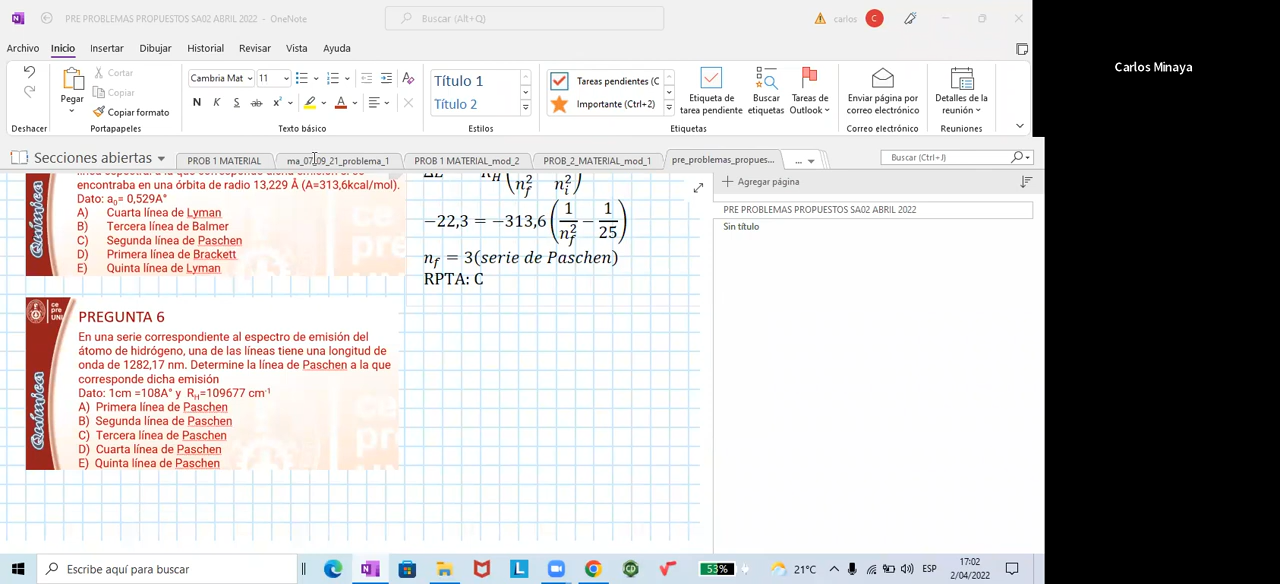 PRE PROBLEMAS PROPUESTOS SA02 ABRIL 2022 - OneNote
Buscar (Alt+Q)
carlos
C
Archivo Inicio Insertar Dibujar Historial Revisar Vista Ayuda
Pegar
Cortar
Copiar
Copiar formato
Cambria Mat 11
N K S ab x²
A
Título 1
Título 2
Tareas pendientes (C
Importante (Ctrl+2)
Etiqueta de tarea pendiente
Buscar etiquetas
Tareas de Outlook
Enviar página por correo electrónico
Detalles de la reunión
Deshacer Portapapeles Texto básico Estilos Etiquetas Correo electrónico Reuniones
Carlos Minaya
Secciones abiertas
PROB 1 MATERIAL
ma_07_09_21_problema_1
PROB 1 MATERIAL_mod_2
PROB_2_MATERIAL_mod_1
pre_problemas_propues...
...
Buscar (Ctrl+J)
Agregar página
PRE PROBLEMAS PROPUESTOS SA02 ABRIL 2022
Sin título
encontraba en una órbita de radio 13,229 Å (A=313,6kcal/mol).
Dato: a₀= 0,529A°
A) Cuarta línea de Lyman
B) Tercera línea de Balmer
C) Segunda línea de Paschen
D) Primera línea de Brackett
E) Quinta línea de Lyman
Química
−22,3 = −313,6(1/n_f² − 1/25)
n_f = 3(serie de Paschen)
RPTA: C
ce
pre
UNI
PREGUNTA 6
En una serie correspondiente al espectro de emisión del
átomo de hidrógeno, una de las líneas tiene una longitud de
onda de 1282,17 nm. Determine la línea de Paschen a la que
corresponde dicha emisión
Dato: 1cm =108A° y R_H=109677 cm⁻¹
A) Primera línea de Paschen
B) Segunda línea de Paschen
C) Tercera línea de Paschen
D) Cuarta línea de Paschen
E) Quinta línea de Paschen
Química
Escribe aquí para buscar
53%
21°C
ESP
17:02
2/04/2022